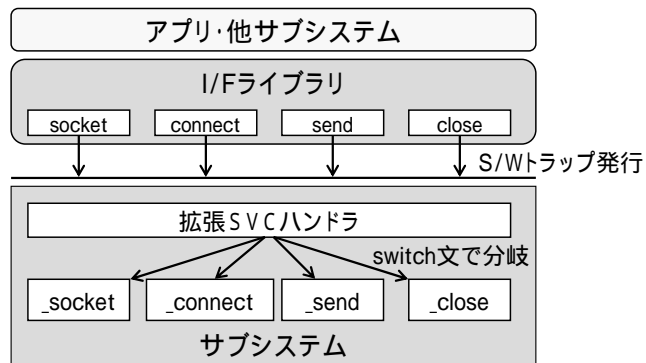 アプリ・他サブシステム
I/Fライブラリ
socket connect send close
S/Wトラップ発行
拡張SVCハンドラ
switch文で分岐
_socket _connect _send _close
サブシステム